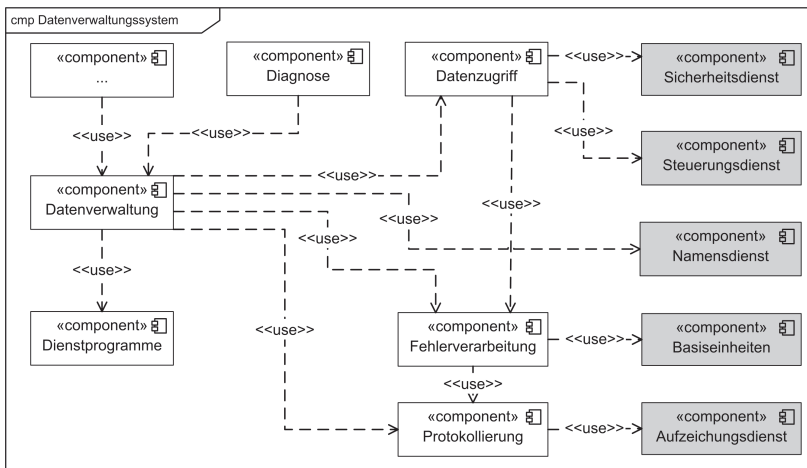 cmp Datenverwaltungssystem
«component»
...
«component»
Diagnose
«component»
Datenzugriff
<<use>>
«component»
Sicherheitsdienst
<<use>>
<<use>>
<<use>>
«component»
Steuerungsdienst
<<use>>
«component»
Datenverwaltung
<<use>>
<<use>>
<<use>>
«component»
Namensdienst
<<use>>
«component»
Dienstprogramme
<<use>>
«component»
Fehlerverarbeitung
<<use>>
«component»
Basiseinheiten
<<use>>
«component»
Protokollierung
<<use>>
«component»
Aufzeichungsdienst